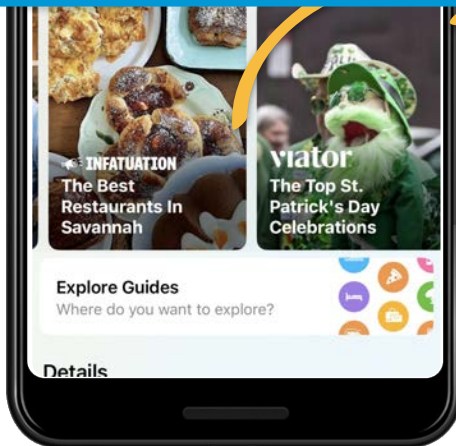 INFATUATION
The Best
Restaurants In
Savannah
viator
The Top St.
Patrick's Day
Celebrations
Explore Guides
Where do you want to explore?
Details